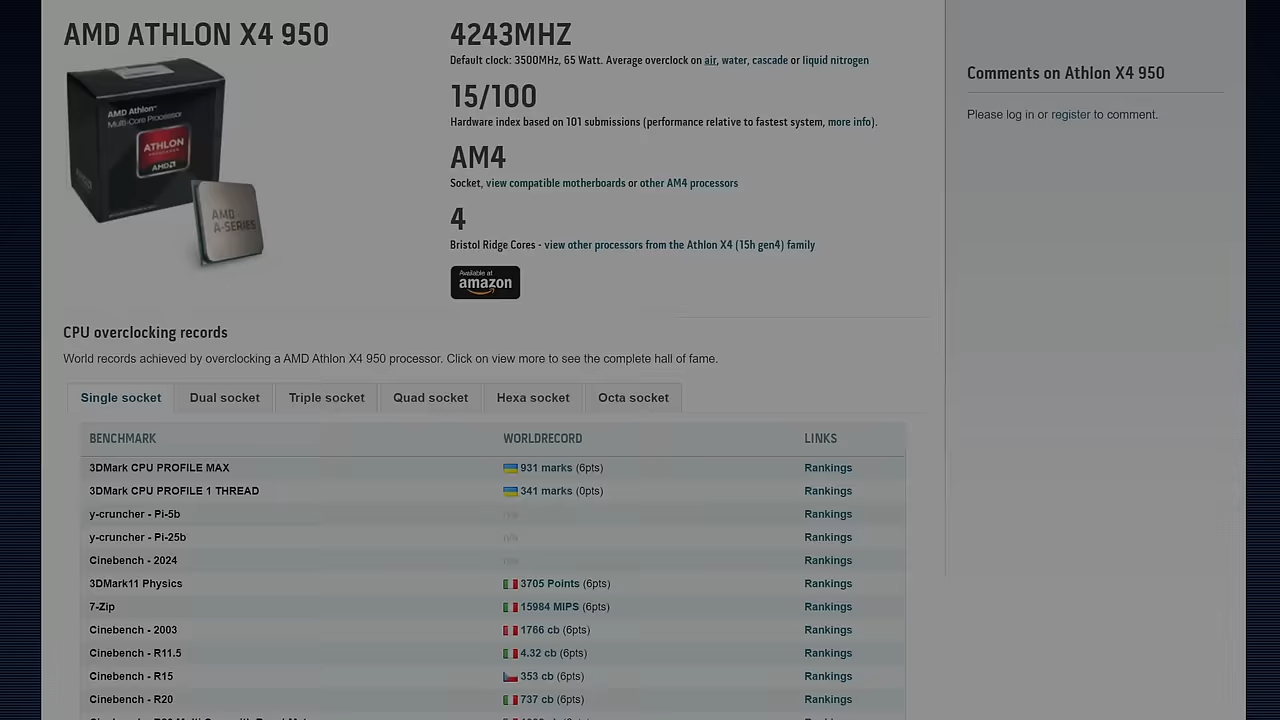 AMD ATHLON X4 950
AMD Athlon™
Multi-Core Processor
ATHLON
AMD
AMD
A-SERIES
4243MHZ
Default clock: 3500MHz, 65 Watt. Average overclock on air, water, cascade or liquid nitrogen
15/100
Hardware index based on 101 submissions (performance relative to fastest system, more info).
AM4
Socket, view compatible motherboards or other AM4 processors
4
Bristol Ridge Cores - view other processors from the Athlon X4 (15h gen4) family
Available at
amazon
Comments on Athlon X4 950
Please log in or register to comment.
CPU overclocking records
World records achieved by overclocking a AMD Athlon X4 950 processor. Click on view more to see the complete hall of fame.
Single socket Dual socket Triple socket Quad socket Hexa socket Octa socket
BENCHMARK WORLDRECORD LINKS
3DMark CPU PROFILE MAX 931 marks (6pts) Rankings
3DMark CPU PROFILE 1 THREAD 341 marks (0pts) Rankings
y-cruncher - Pi-5b n/a Rankings
y-cruncher - Pi-25b n/a Rankings
Cinebench - 2024 n/a Rankings
3DMark11 Physics 3705 Points (6pts) Rankings
7-Zip 15984 MIPS (6pts) Rankings
Cinebench - 2003 1766 cb (6pts) Rankings
Cinebench - R11.5 4.32 cb (6pts) Rankings
Cinebench - R15 353 cb (6pts) Rankings
Cinebench - R20 737 cb (6pts) Rankings